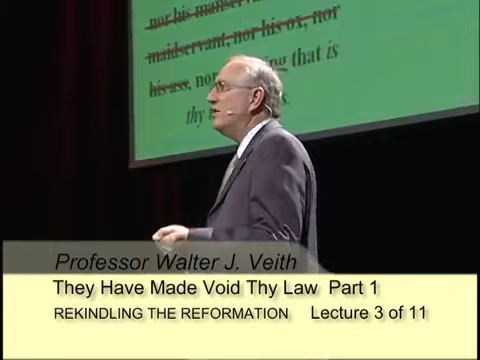 nor his manserva
maidservant, nor his ox, nor
his ass, nor that is
thy
Professor Walter J. Veith
They Have Made Void Thy Law Part 1
REKINDLING THE REFORMATION Lecture 3 of 11